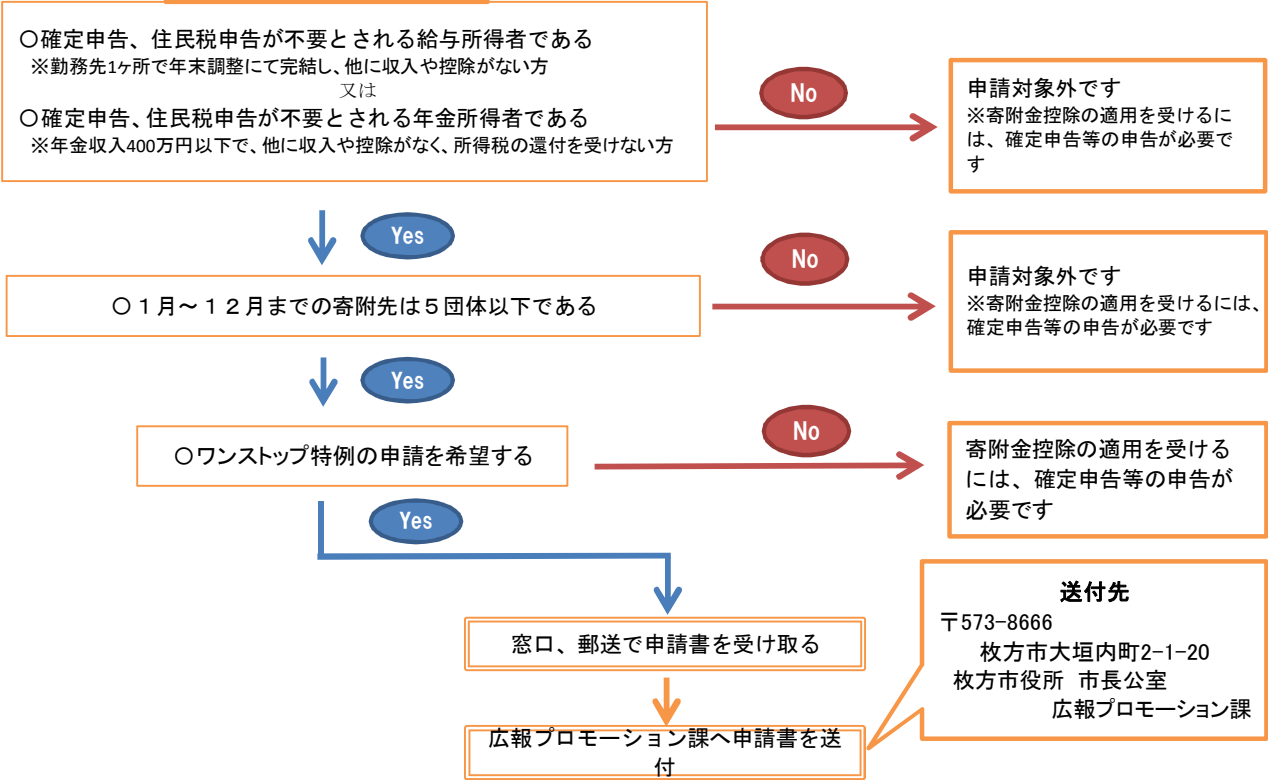 〇確定申告、住民税申告が不要とされる給与所得者である
※勤務先1ヶ所で年末調整にて完結し、他に収入や控除がない方
又は
〇確定申告、住民税申告が不要とされる年金所得者である
※年金収入400万円以下で、他に収入や控除がなく、所得税の還付を受けない方
No
申請対象外です
※寄附金控除の適用を受けるに
は、確定申告等の申告が必要で
す
Yes
〇１月～１２月までの寄附先は５団体以下である
No
申請対象外です
※寄附金控除の適用を受けるには、
確定申告等の申告が必要です
Yes
〇ワンストップ特例の申請を希望する
No
寄附金控除の適用を受ける
には、確定申告等の申告が
必要です
Yes
窓口、郵送で申請書を受け取る
広報プロモーション課へ申請書を送
付
送付先
〒573-8666
枚方市大垣内町2-1-20
枚方市役所 市長公室
広報プロモーション課